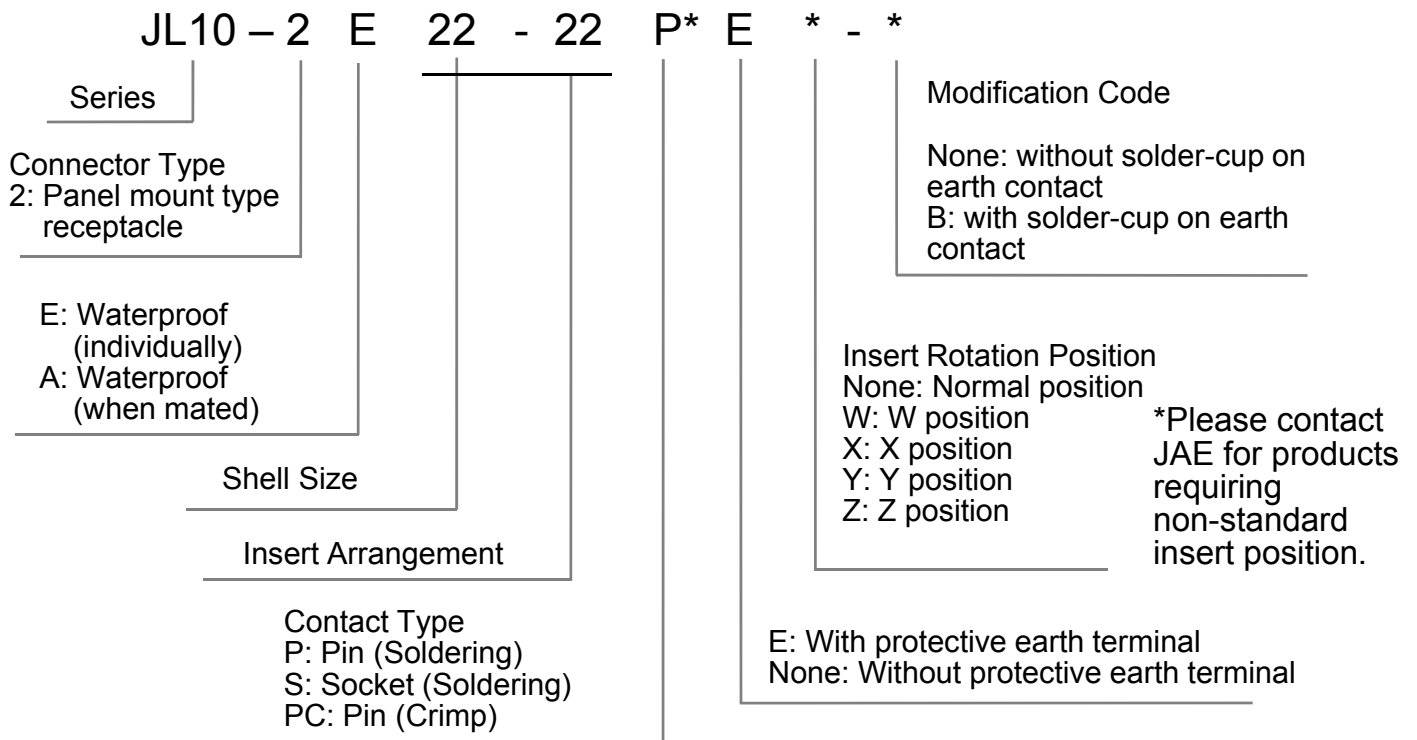 JL10 – 2 E 22 - 22 P* E * - *
Series
Connector Type
2: Panel mount type
receptacle
E: Waterproof
(individually)
A: Waterproof
(when mated)
Shell Size
Insert Arrangement
Contact Type
P: Pin (Soldering)
S: Socket (Soldering)
PC: Pin (Crimp)
Modification Code
None: without solder-cup on
earth contact
B: with solder-cup on earth
contact
Insert Rotation Position
None: Normal position
W: W position
X: X position
Y: Y position
Z: Z position
*Please contact
JAE for products
requiring
non-standard
insert position.
E: With protective earth terminal
None: Without protective earth terminal